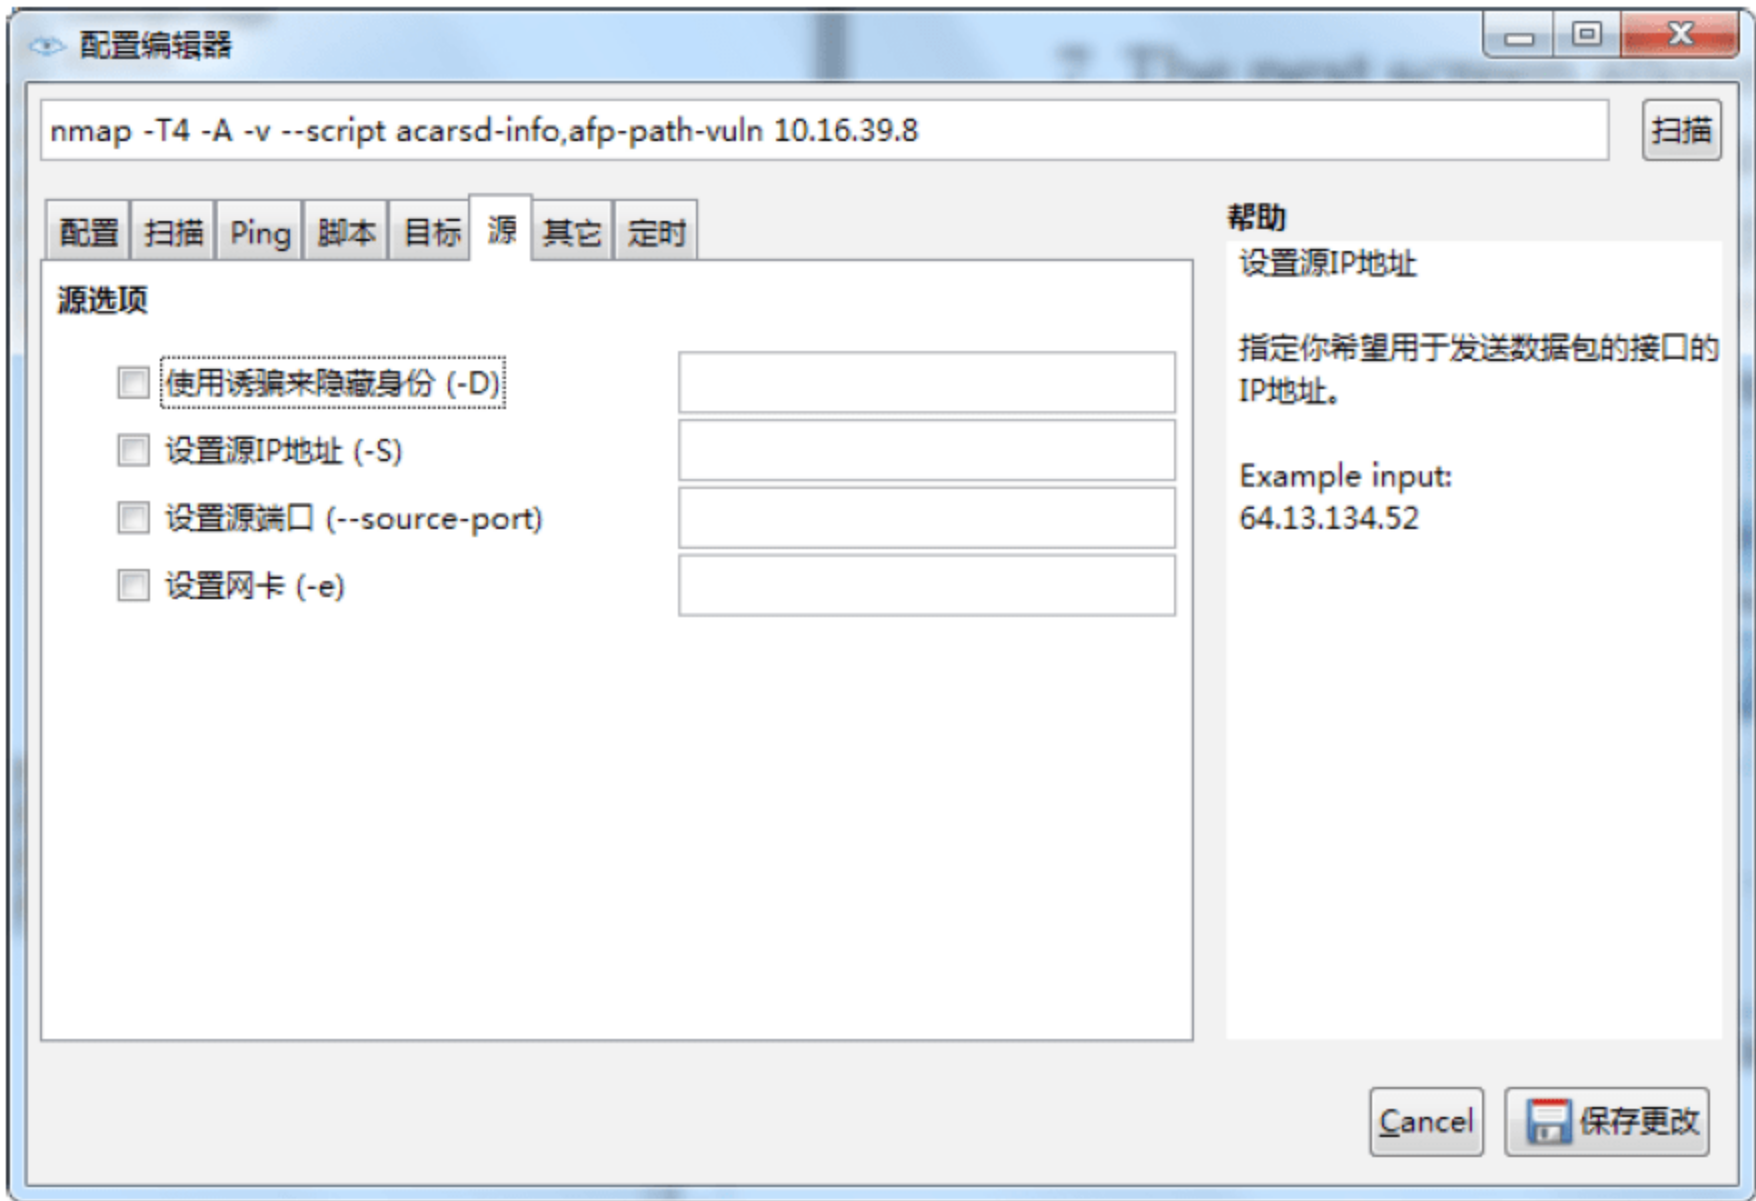 配置编辑器
7. The next screen
nmap -T4 -A -v --script acarsd-info,afp-path-vuln 10.16.39.8
扫描
配置 扫描 Ping 脚本 目标 源 其它 定时
源选项
使用诱骗来隐藏身份 (-D)
设置源IP地址 (-S)
设置源端口 (--source-port)
设置网卡 (-e)
帮助
设置源IP地址
指定你希望用于发送数据包的接口的
IP地址。
Example input:
64.13.134.52
Cancel
保存更改